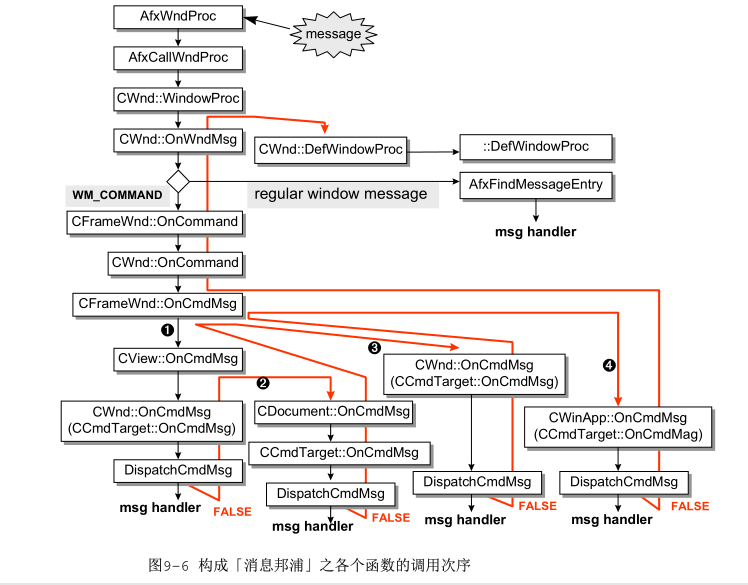 AfxWndProc
message
AfxCallWndProc
CWnd::WindowProc
CWnd::OnWndMsg
CWnd::DefWindowProc
::DefWindowProc
WM_COMMAND
regular window message
AfxFindMessageEntry
msg handler
CFrameWnd::OnCommand
CWnd::OnCommand
CFrameWnd::OnCmdMsg
❶
CView::OnCmdMsg
❸
CWnd::OnCmdMsg
(CCmdTarget::OnCmdMsg)
❹
❷
CWnd::OnCmdMsg
(CCmdTarget::OnCmdMsg)
CDocument::OnCmdMsg
CWinApp::OnCmdMsg
(CCmdTarget::OnCmdMag)
CCmdTarget::OnCmdMsg
DispatchCmdMsg
DispatchCmdMsg
DispatchCmdMsg
DispatchCmdMsg
msg handler
FALSE
msg handler
FALSE
msg handler
FALSE
msg handler
FALSE
图9-6 构成「消息邦浦」之各个函数的调用次序